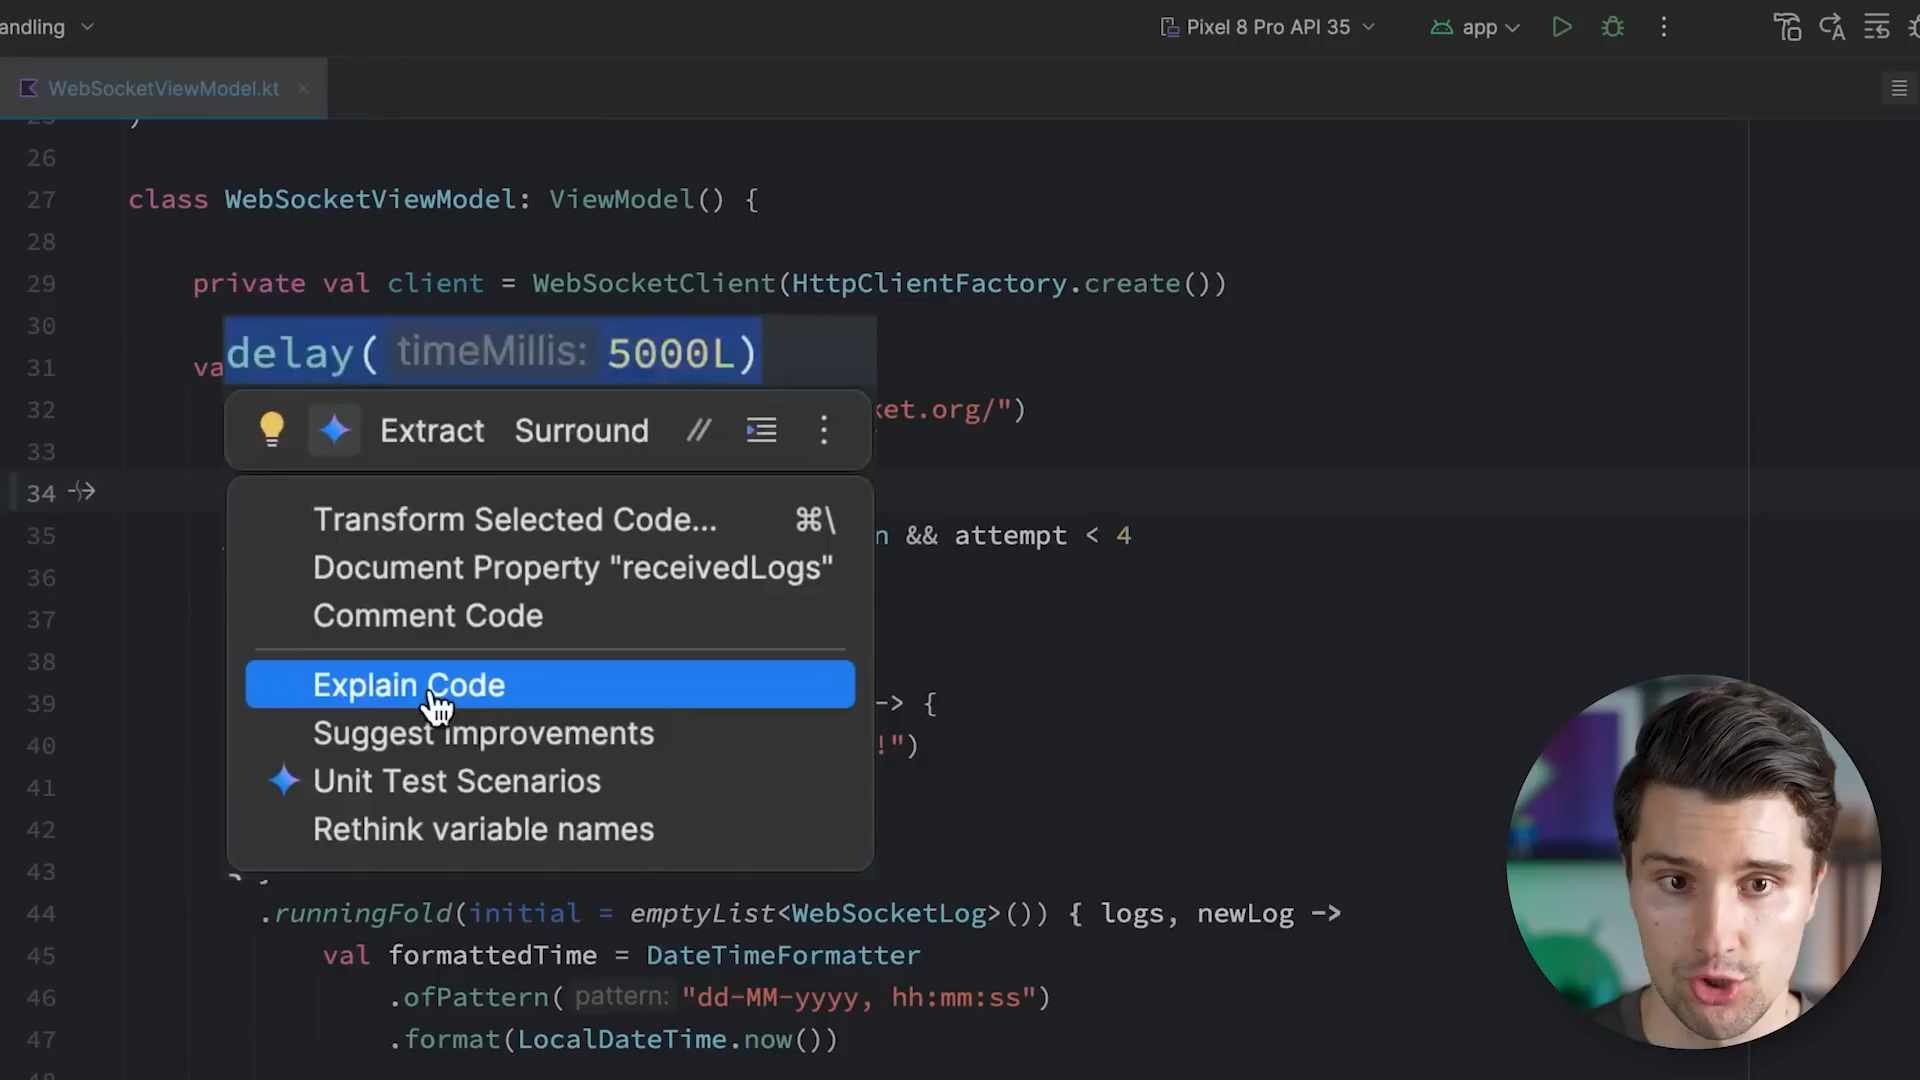 andling
Pixel 8 Pro API 35
app
WebSocketViewModel.kt
26
27 class WebSocketViewModel: ViewModel() {
28
29 private val client = WebSocketClient(HttpClientFactory.create())
30
delay( timeMillis: 5000L)
31 va
32 ket.org/")
Extract Surround //
33
34
Transform Selected Code... ⌘\
35 n && attempt < 4
Document Property "receivedLogs"
36
Comment Code
37
38
Explain Code
39 -> {
Suggest improvements
40 !")
Unit Test Scenarios
41
Rethink variable names
42
43
44 .runningFold(initial = emptyList<WebSocketLog>()) { logs, newLog ->
45 val formattedTime = DateTimeFormatter
46 .ofPattern( pattern: "dd-MM-yyyy, hh:mm:ss")
47 .format(LocalDateTime.now())